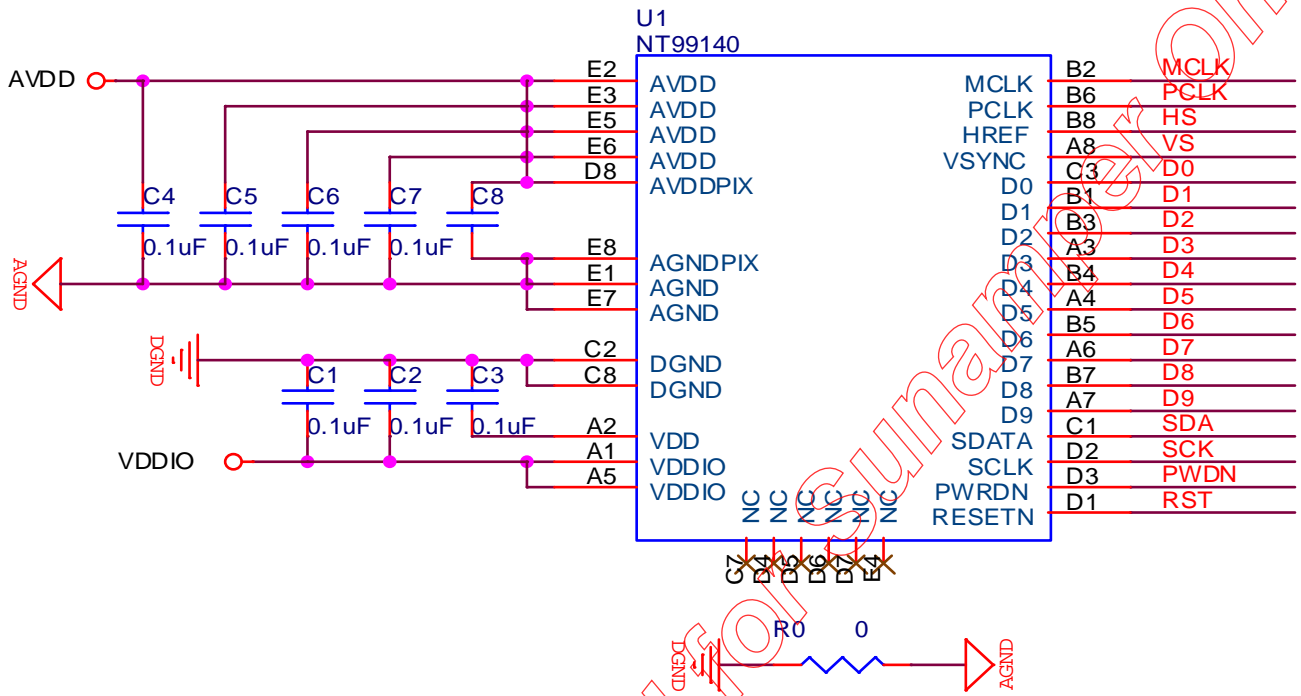 U1
NT99140
AVDD
E2 AVDD
E3 AVDD
E5 AVDD
E6 AVDD
D8 AVDDPIX
C4 0.1uF
C5 0.1uF
C6 0.1uF
C7 0.1uF
C8
E8 AGNDPIX
E1 AGND
E7 AGND
AGND
DGND
C2 DGND
C8 DGND
C1 0.1uF
C2 0.1uF
C3 0.1uF
A2 VDD
A1 VDDIO
A5 VDDIO
VDDIO
MCLK B2 MCLK
PCLK B6 PCLK
HREF B8 HS
VSYNC A8 VS
D0 C3 D0
D1 B1 D1
D2 B3 D2
D3 A3 D3
D4 B4 D4
D5 A4 D5
D6 B5 D6
D7 A6 D7
D8 B7 D8
D9 A7 D9
SDATA C1 SDA
SCLK D2 SCK
PWRDN D3 PWDN
RESETN D1 RST
NC NC NC NC NC NC
C7 D4 D5 D6 D7 E4
R0 0
DGND
AGND
for Sunamper on